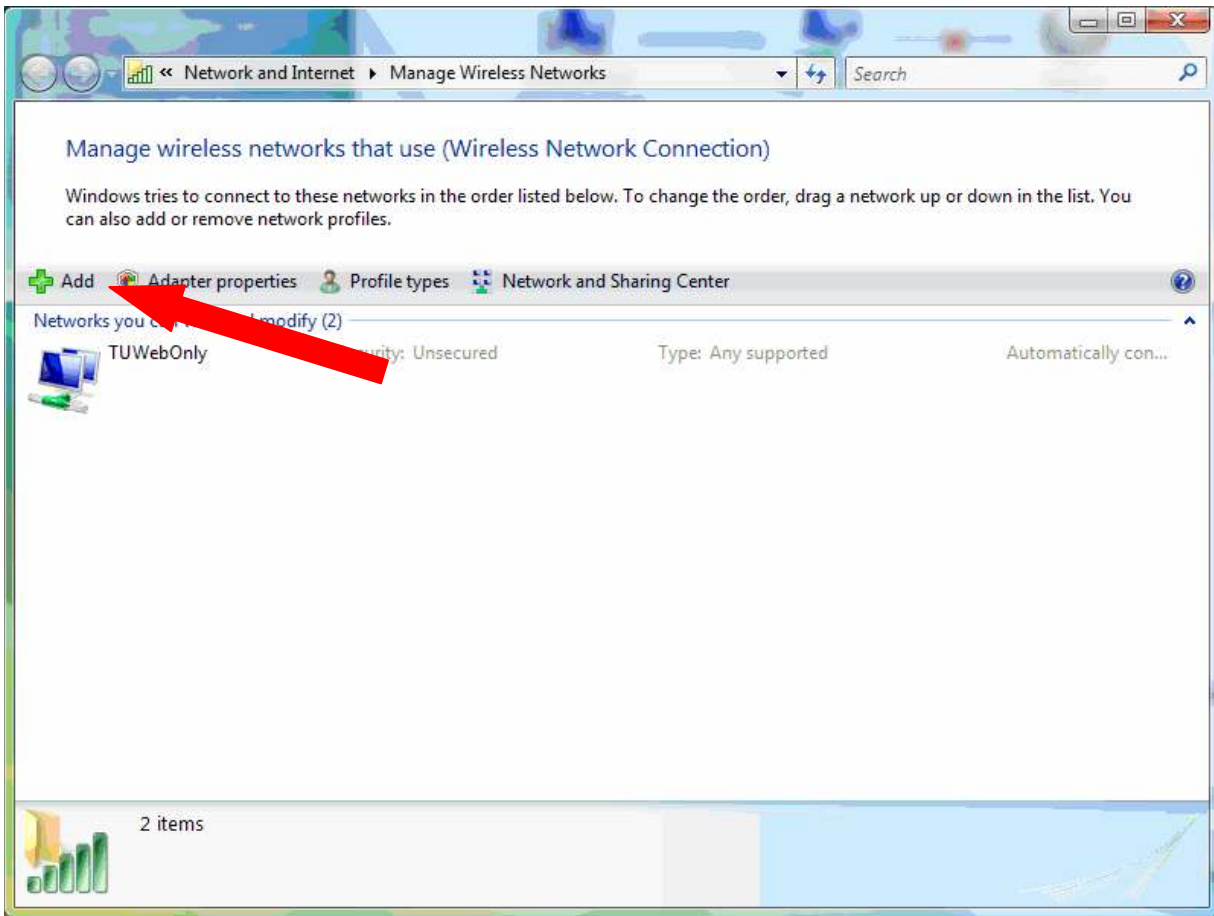 « Network and Internet ▸ Manage Wireless Networks Search
Manage wireless networks that use (Wireless Network Connection)
Windows tries to connect to these networks in the order listed below. To change the order, drag a network up or down in the list. You
can also add or remove network profiles.
Add Adapter properties Profile types Network and Sharing Center
Networks you modify (2)
TUWebOnly Unsecured Type: Any supported Automatically con...
2 items